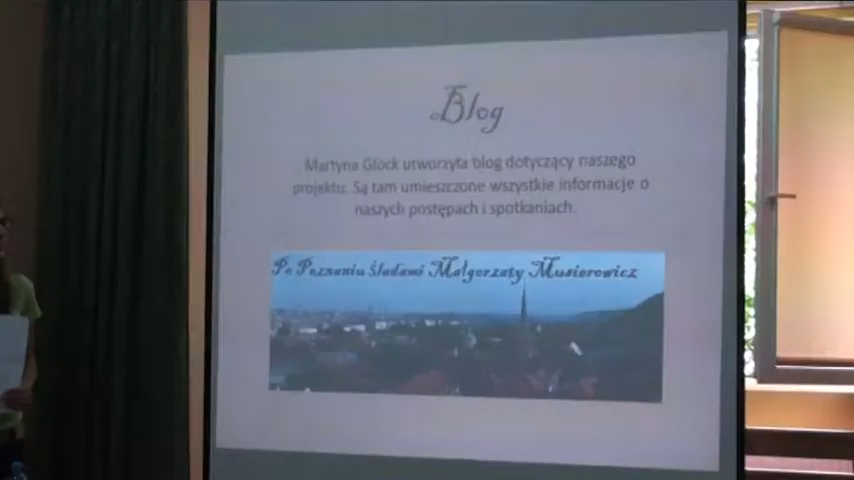 Blog
Martyna Glock utworzyła blog dotyczący naszego
projektu. Są tam umieszczone wszystkie informacje o
naszych postępach i spotkaniach.
Po Poznaniu Śladami Małgorzaty Musierowicz